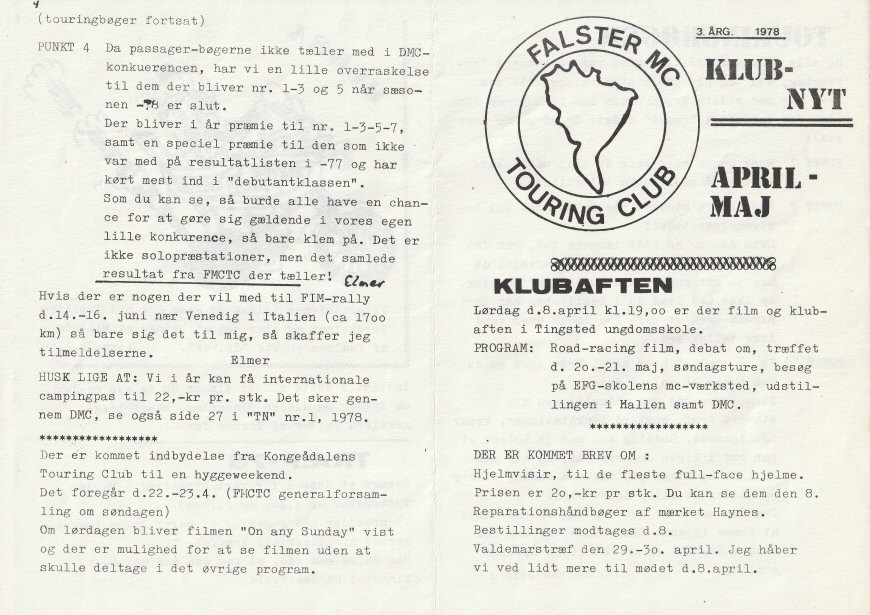 4
(touringbøger fortsat)
PUNKT 4  Da passager-bøgerne ikke tæller med i DMC-
konkuerencen, har vi en lille overraskelse
til dem der bliver nr. 1-3 og 5 når sæso-
nen -78 er slut.
Der bliver i år præmie til nr. 1-3-5-7,
samt en speciel præmie til den som ikke
var med på resultatlisten i -77 og har
kørt mest ind i "debutantklassen".
Som du kan se, så burde alle have en chan-
ce for at gøre sig gældende i vores egen
lille konkurence, så bare klem på. Det er
ikke solopræstationer, men det samlede
resultat fra FMCTC der tæller! Elmer
Hvis der er nogen der vil med til FIM-rally
d.14.-16. juni nær Venedig i Italien (ca 17oo
km) så bare sig det til mig, så skaffer jeg
tilmeldelserne.
Elmer
HUSK LIGE AT: Vi i år kan få internationale
campingpas til 22,-kr pr. stk. Det sker gen-
nem DMC, se også side 27 i "TN" nr.1, 1978.
******************
Der er kommet indbydelse fra Kongeådalens
Touring Club til en hyggeweekend.
Det foregår d.22.-23.4. (FMCTC generalforsam-
ling om søndagen)
Om lørdagen bliver filmen "On any Sunday" vist
og der er mulighed for at se filmen uden at
skulle deltage i det øvrige program.
FALSTER MC
TOURING CLUB
3. ÅRG. 1978
KLUB-
NYT
APRIL-
MAJ
KLUBAFTEN
Lørdag d.8.april kl.19,oo er der film og klub-
aften i Tingsted ungdomsskole.
PROGRAM:  Road-racing film, debat om, træffet
d. 2o.-21. maj, søndagsture, besøg
på EFG-skolens mc-værksted, udstil-
lingen i Hallen samt DMC.
******************
DER ER KOMMET BREV OM :
Hjelmvisir, til de fleste full-face hjelme.
Prisen er 2o,-kr pr stk. Du kan se dem den 8.
Reparationshåndbøger af mærket Haynes.
Bestillinger modtages d.8.
Valdemarstræf den 29.-3o. april. Jeg håber
vi ved lidt mere til mødet d.8.april.